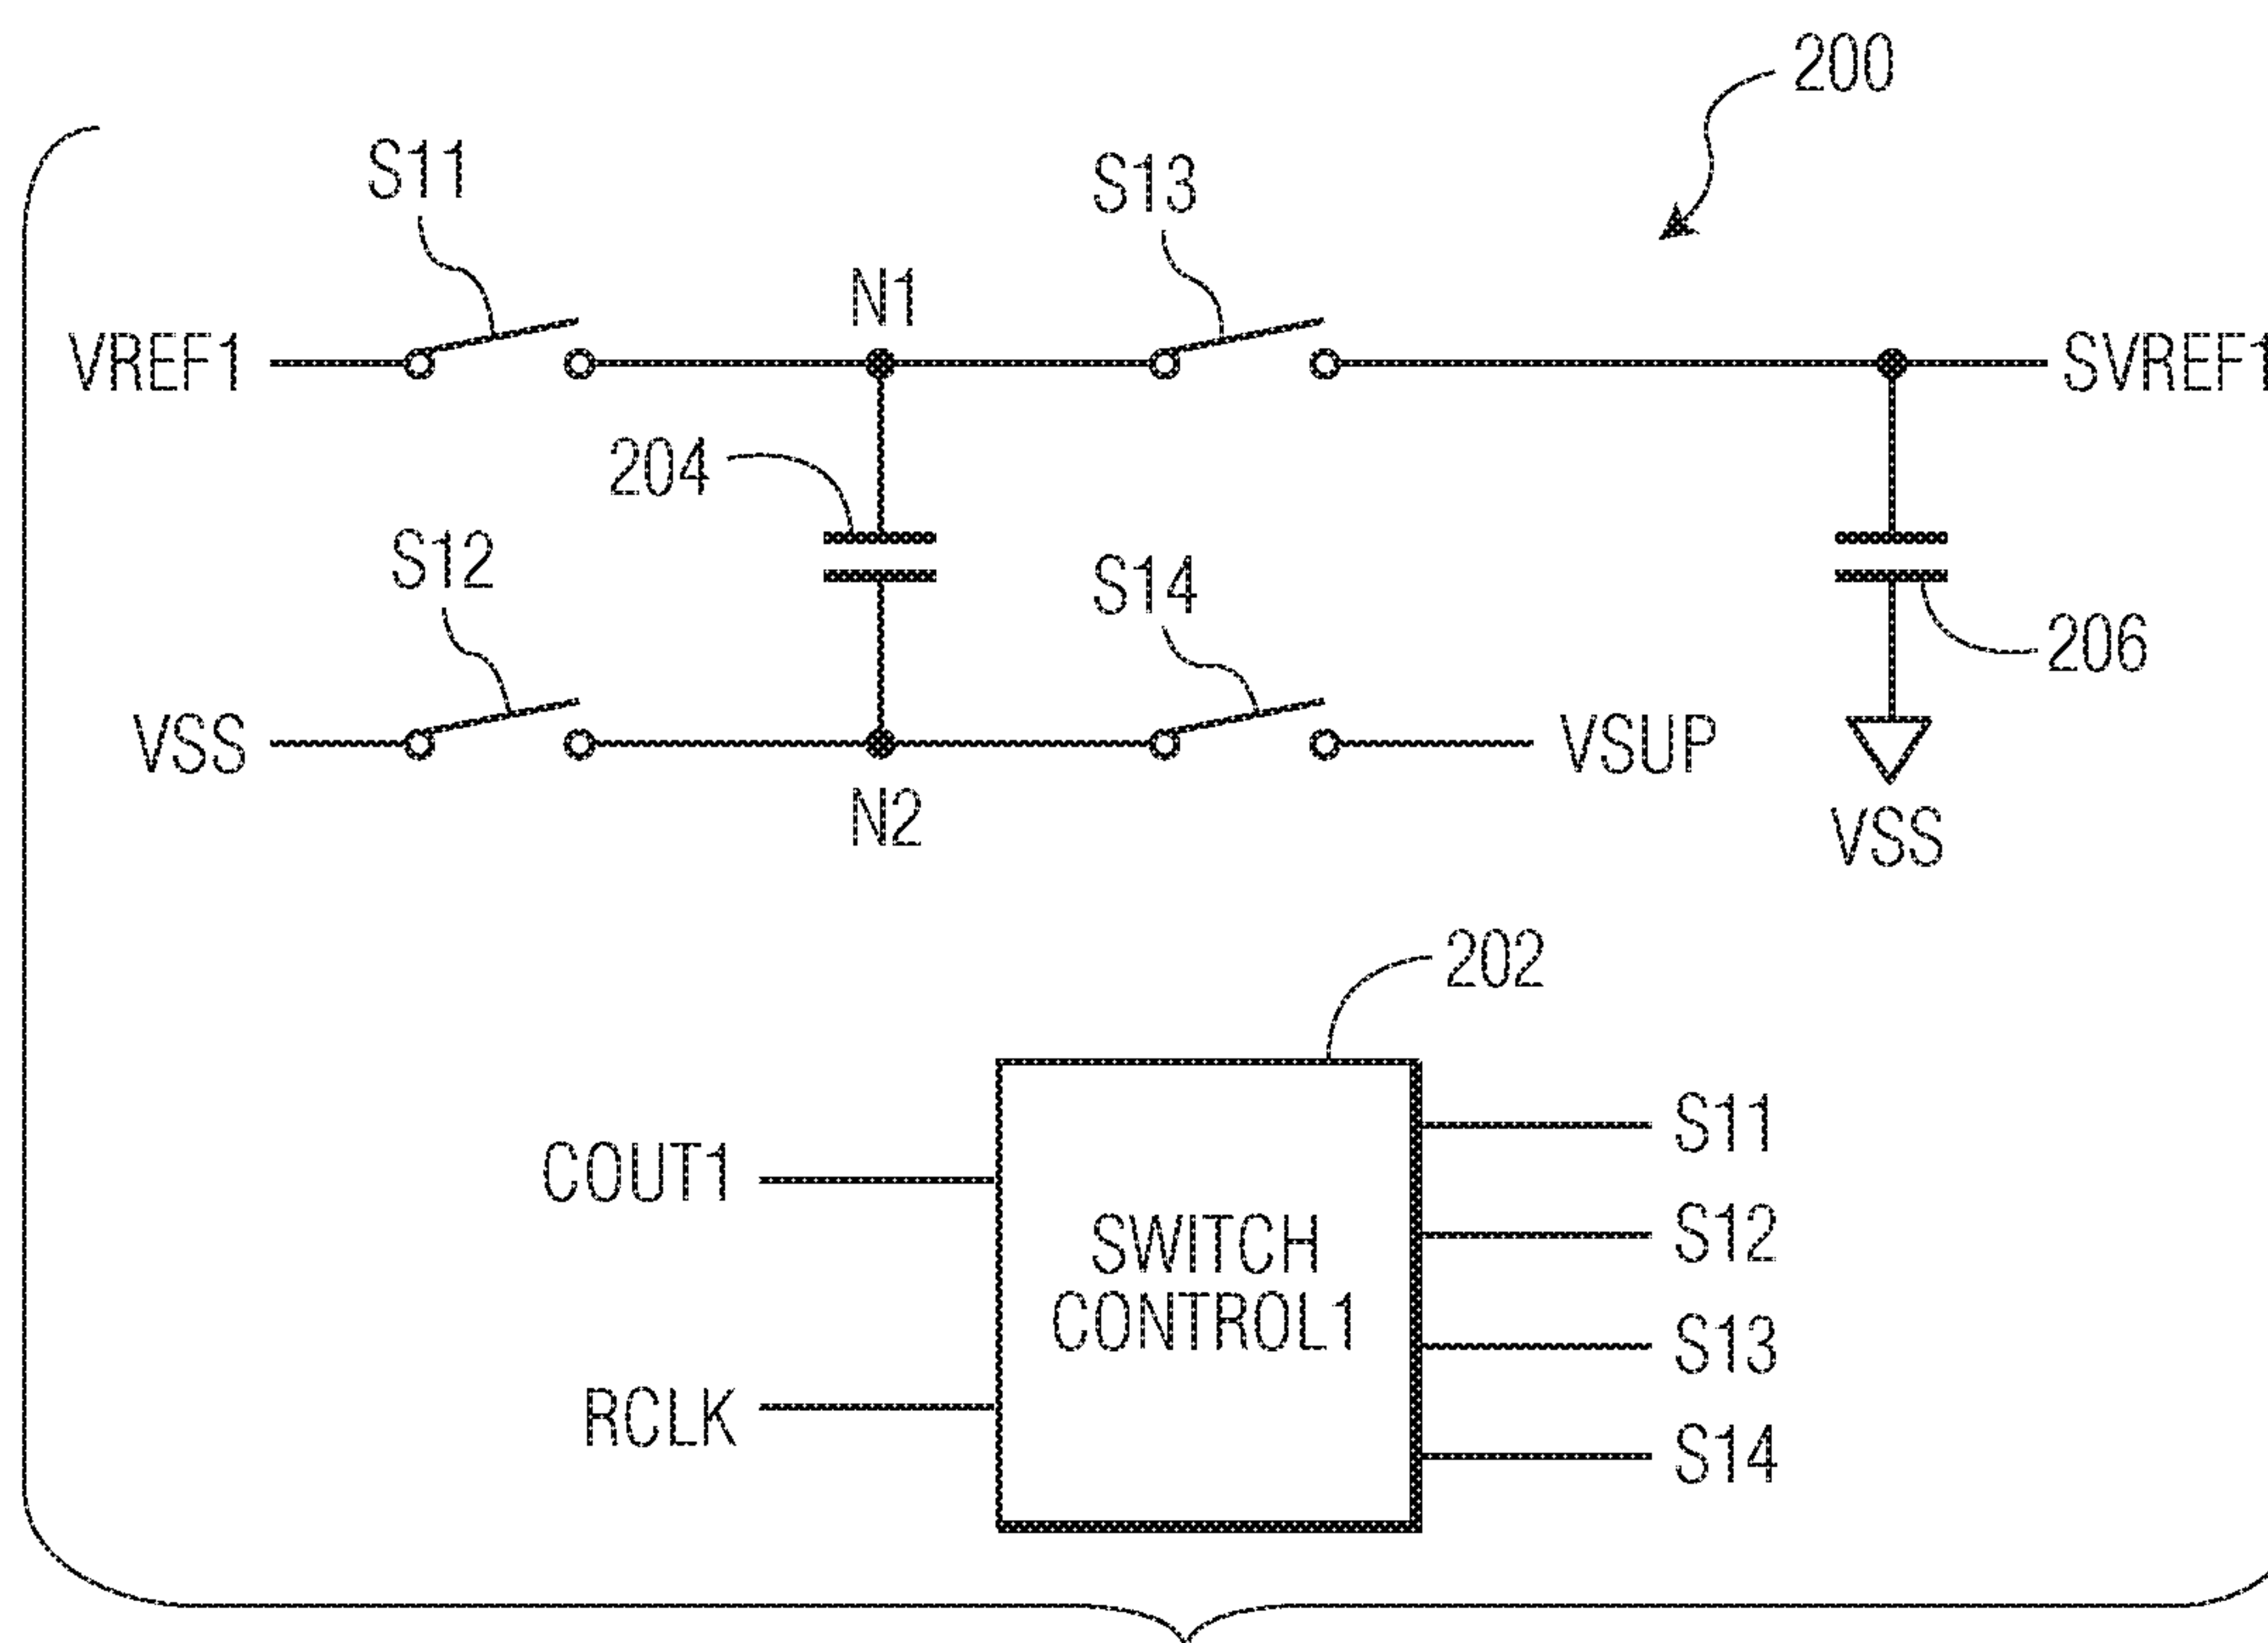 200
S11
S13
N1
VREF1
SVREF1
204
S12
S14
206
VSS
VSUP
N2
VSS
202
COUT1
RCLK
SWITCH
CONTROL1
S11
S12
S13
S14